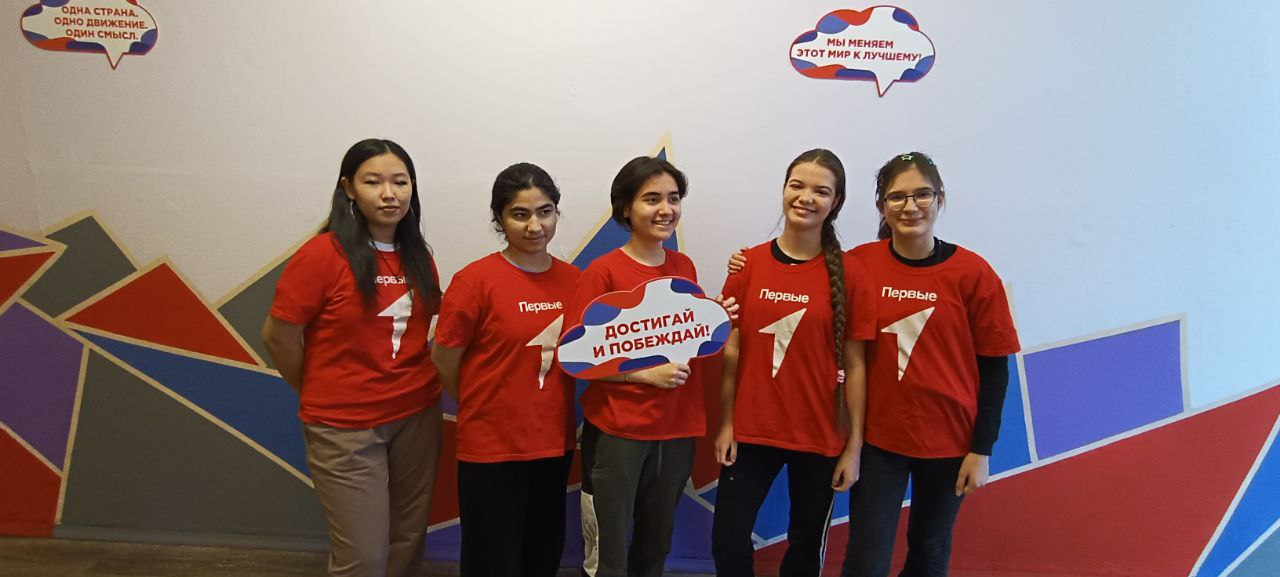 ОДНА СТРАНА.
ОДНО ДВИЖЕНИЕ.
ОДИН СМЫСЛ.
МЫ МЕНЯЕМ
ЭТОТ МИР К ЛУЧШЕМУ!
Первые
Первые
Первые
Первые
ДОСТИГАЙ
И ПОБЕЖДАЙ!